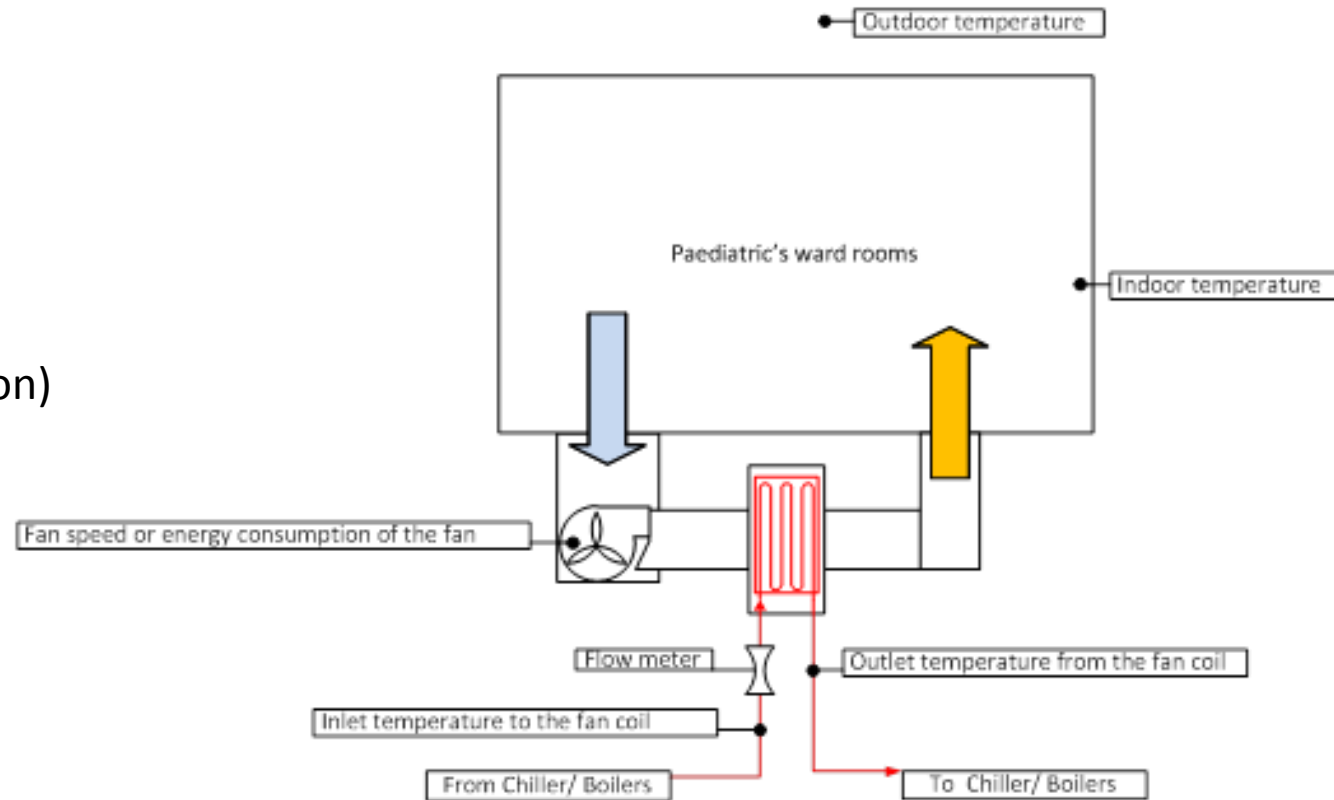 Outdoor temperature
Paediatric's ward rooms
Indoor temperature
on)
Fan speed or energy consumption of the fan
Flow meter
Outlet temperature from the fan coil
Inlet temperature to the fan coil
From Chiller/ Boilers
To Chiller/ Boilers